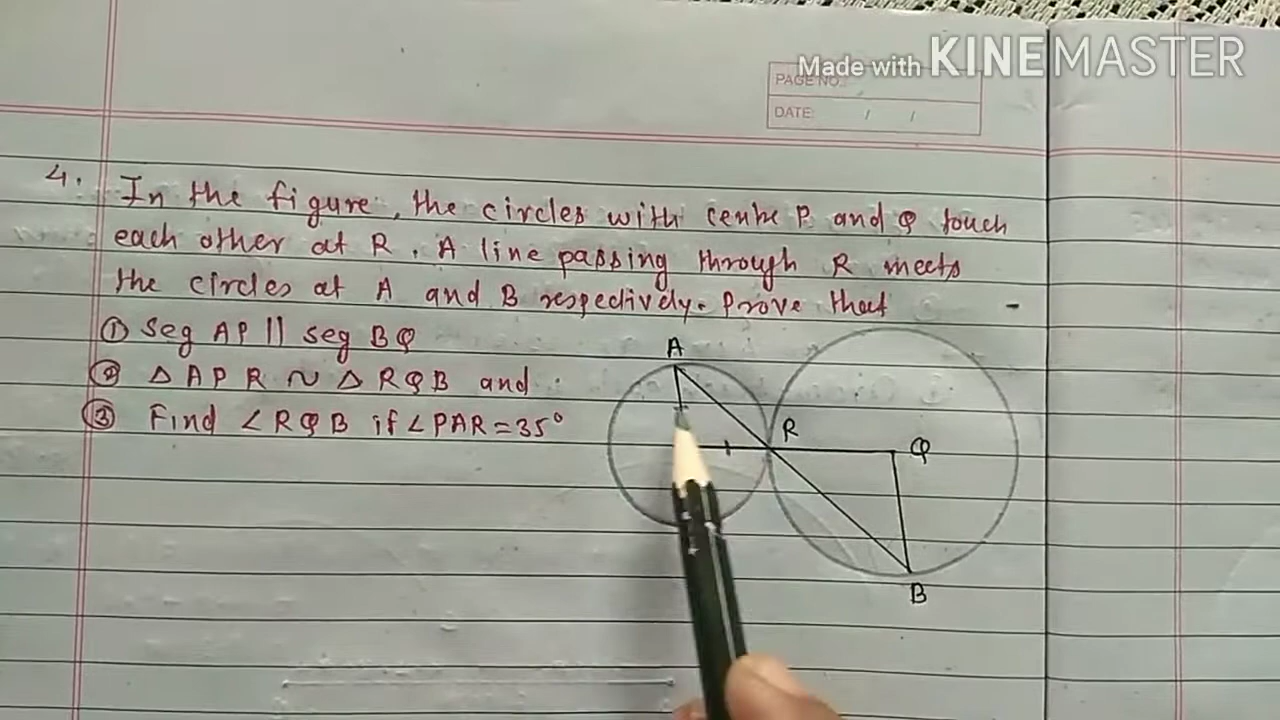 Made with KINEMASTER
PAGE NO.:
DATE: / /
4. In the figure, the circles with centre P and Q touch
each other at R. A line passing through R meets
the circles at A and B respectively. Prove that -
① seg AP || seg BQ
② △ APR ~ △ RQB and
③ Find ∠RQB if ∠PAR = 35°
A
R
Q
B